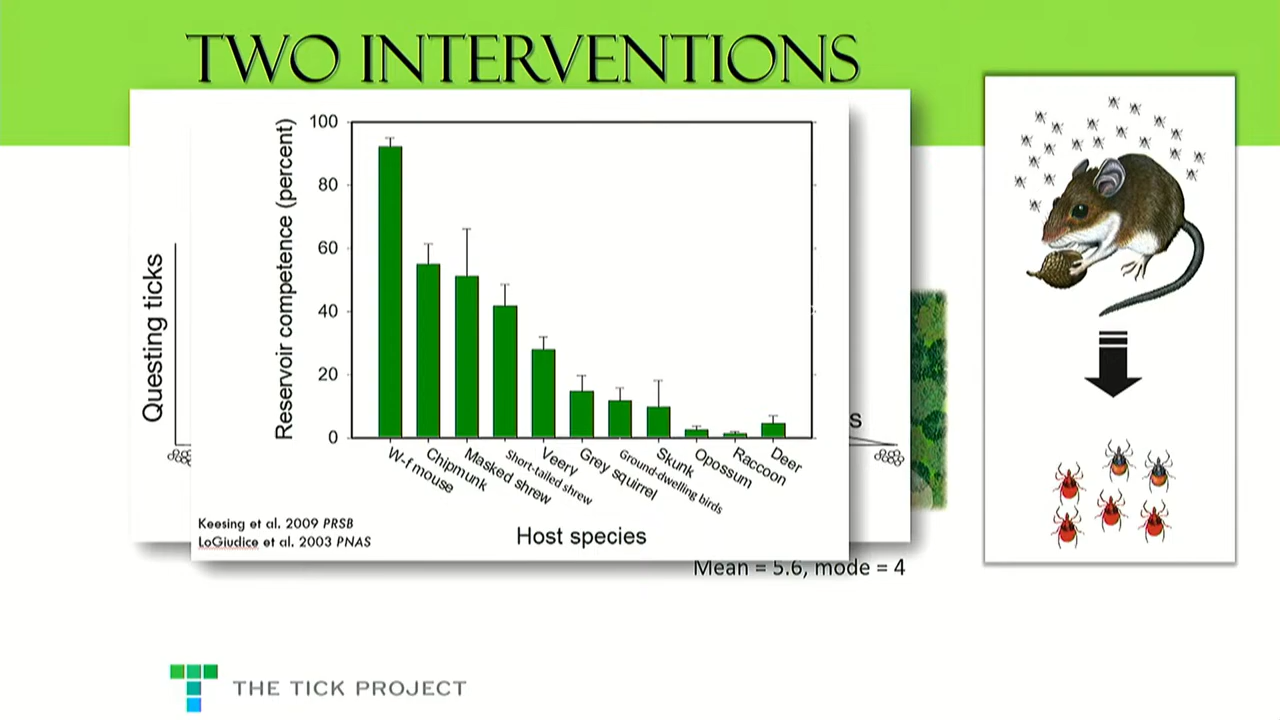 TWO INTERVENTIONS
Questing ticks
Reservoir competence (percent)
100
80
60
40
20
0
W-f mouse
Chipmunk
Masked shrew
Short-tailed shrew
Veery
Grey squirrel
Ground-dwelling birds
Skunk
Opossum
Raccoon
Deer
Host species
s
Keesing et al. 2009 PRSB
LoGiudice et al. 2003 PNAS
Mean = 5.6, mode = 4
THE TICK PROJECT